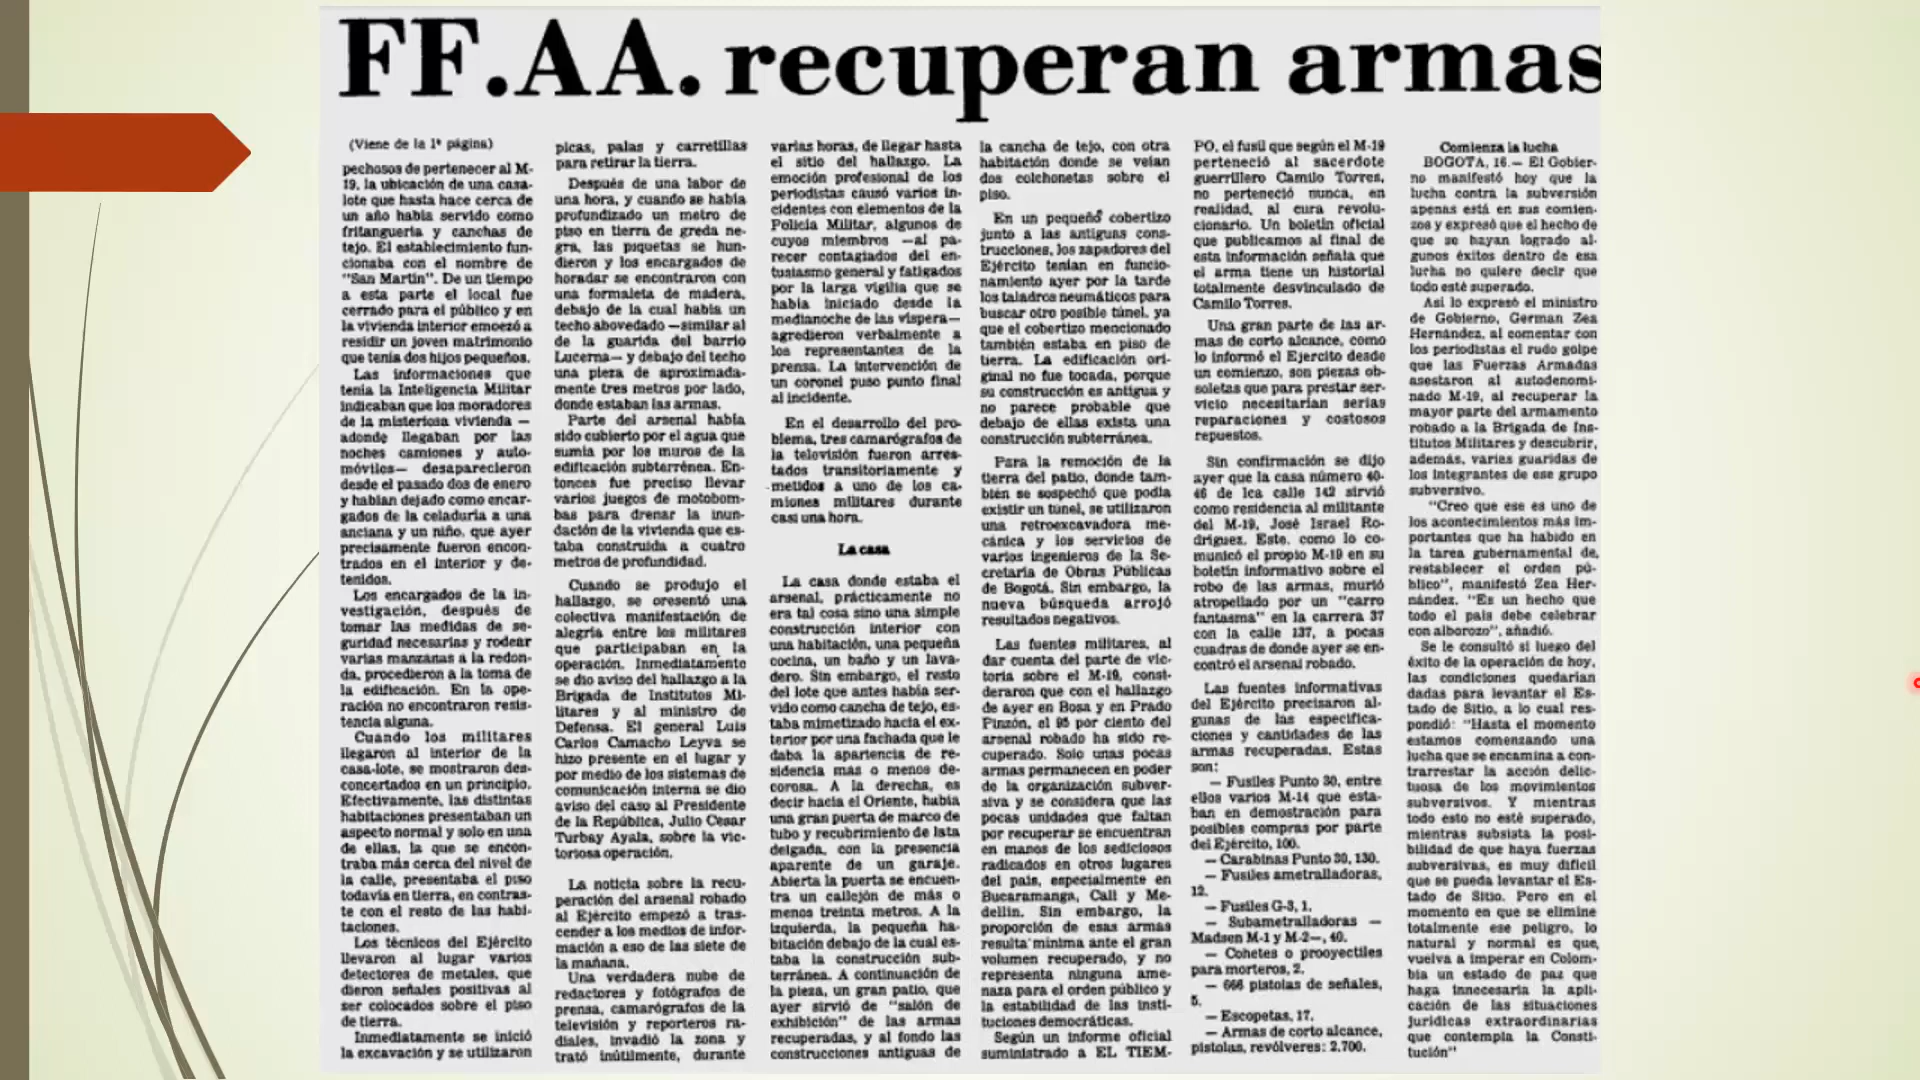 FF.AA. recuperan armas
(Viene de la 1ª página)
pechosos de pertenecer al M-
19, la ubicación de una casa-
lote que hasta hace cerca de
un año había servido como
fritanguería y canchas de
tejo. El establecimiento fun-
cionaba con el nombre de
"San Martín". De un tiempo
a esta parte el local fue
cerrado para el público y en
la vivienda interior empezó a
residir un joven matrimonio
que tenía dos hijos pequeños.
Las informaciones que
tenía la Inteligencia Militar
indicaban que los moradores
de la misteriosa vivienda —
adonde llegaban por las
noches camiones y auto-
móviles— desaparecieron
desde el pasado dos de enero
y habían dejado como encar-
gados de la celaduría a una
anciana y un niño, que ayer
precisamente fueron encon-
trados en el interior y de-
tenidos.
Los encargados de la in-
vestigación, después de
tomar las medidas de se-
guridad necesarias y rodear
varias manzanas a la redon-
da, procedieron a la toma de
la edificación. En la ope-
ración no encontraron resis-
tencia alguna.
Cuando los militares
llegaron al interior de la
casa-lote, se mostraron des-
concertados en un principio.
Efectivamente, las distintas
habitaciones presentaban un
aspecto normal y solo en una
de ellas, la que se encon-
traba más cerca del nivel de
la calle, presentaba el piso
todavía en tierra, en contras-
te con el resto de las habi-
taciones.
Los técnicos del Ejército
llevaron al lugar varios
detectores de metales, que
dieron señales positivas al
ser colocados sobre el piso
de tierra.
Inmediatamente se inició
la excavación y se utilizaron
picas, palas y carretillas
para retirar la tierra.
Después de una labor de
una hora, y cuando se había
profundizado un metro de
piso en tierra de greda ne-
gra, las piquetas se hun-
dieron y los encargados de
horadar se encontraron con
una formaleta de madera,
debajo de la cual había un
techo abovedado —similar al
de la guarida del barrio
Lucerna— y debajo del techo
una pieza de aproximada-
mente tres metros por lado,
donde estaban las armas.
Parte del arsenal había
sido cubierto por el agua que
sumía por los muros de la
edificación subterrénea. En-
tonces fue preciso llevar
varios juegos de motobom-
bas para drenar la inun-
dación de la vivienda que es-
taba construida a cuatro
metros de profundidad.
Cuando se produjo el
hallazgo, se presentó una
colectiva manifestación de
alegría entre los militares
que participaban en la
operación. Inmediatamente
se dio aviso del hallazgo a la
Brigada de Institutos Mi-
litares y al ministro de
Defensa. El general Luis
Carlos Camacho Leyva se
hizo presente en el lugar y
por medio de los sistemas de
comunicación interna se dio
aviso del caso al Presidente
de la República, Julio César
Turbay Ayala, sobre la vic-
toriosa operación.
La noticia sobre la recu-
peración del arsenal robado
al Ejército empezó a tras-
cender a los medios de infor-
mación a eso de las siete de
la mañana.
Una verdadera nube de
redactores y fotógrafos de
prensa, camarógrafos de la
televisión y reporteros ra-
diales, invadió la zona y
trató inútilmente, durante
varias horas, de llegar hasta
el sitio del hallazgo. La
emoción profesional de los
periodistas causó varios in-
cidentes con elementos de la
Policía Militar, algunos de
cuyos miembros —al pa-
recer contagiados del en-
tusiasmo general y fatigados
por la larga vigilia que se
había iniciado desde la
medianoche de las víspera—
agredieron verbalmente a
los representantes de la
prensa. La intervención de
un coronel puso punto final
al incidente.
En el desarrollo del pro-
blema, tres camarógrafos de
la televisión fueron arres-
tados transitoriamente y
metidos a uno de los ca-
miones militares durante
casi una hora.
La casa
La casa donde estaba el
arsenal, prácticamente no
era tal cosa sino una simple
construcción interior con
una habitación, una pequeña
cocina, un baño y un lava-
dero. Sin embargo, el resto
del lote que antes había ser-
vido como cancha de tejo, es-
taba mimetizado hacia el ex-
terior por una fachada que le
daba la apartencia de re-
sidencia más o menos de-
corosa. A la derecha, es
decir hacia el Oriente, había
una gran puerta de marco de
tubo y recubrimiento de lata
delgada, con la presencia
aparente de un garaje.
Abierta la puerta se encuen-
tra un callejón de más o
menos treinta metros. A la
izquierda, la pequeña ha-
bitación debajo de la cual es-
taba la construcción sub-
terránea. A continuación de
la pieza, un gran patio, que
ayer sirvió de "salón de
exhibición" de las armas
recuperadas, y al fondo las
construcciones antiguas de
la cancha de tejo, con otra
habitación donde se veían
dos colchonetas sobre el
piso.
En un pequeño cobertizo
junto a las antiguas cons-
trucciones, los zapadores del
Ejército tenían en funcio-
namiento ayer por la tarde
los taladros neumáticos para
buscar otro posible túnel, ya
que el cobertizo mencionado
también estaba en piso de
tierra. La edificación ori-
ginal no fue tocada, porque
su construcción es antigua y
no parece probable que
debajo de ellas exista una
construcción subterránea.
Para la remoción de la
tierra del patio, donde tam-
bién se sospechó que podía
existir un túnel, se utilizaron
una retroexcavadora me-
cánica y los servicios de
varios ingenieros de la Se-
cretaría de Obras Públicas
de Bogotá. Sin embargo, la
nueva búsqueda arrojó
resultados negativos.
Las fuentes militares, al
dar cuenta del parte de vic-
toria sobre el M-19, consi-
deraron que con el hallazgo
de ayer en Bosa y en Prado
Pinzón, el 95 por ciento del
arsenal robado ha sido re-
cuperado. Solo unas pocas
armas permanecen en poder
de la organización subver-
siva y se considera que las
pocas unidades que faltan
por recuperar se encuentran
en manos de los sediciosos
radicados en otros lugares
del país, especialmente en
Bucaramanga, Cali y Me-
dellín. Sin embargo, la
proporción de esas armas
resulta mínima ante el gran
volumen recuperado, y no
representa ninguna ame-
naza para el orden público y
la estabilidad de las insti-
tuciones democráticas.
Según un informe oficial
suministrado a EL TIEM-
PO, el fusil que según el M-19
perteneció al sacerdote
guerrillero Camilo Torres,
no perteneció nunca, en
realidad, al cura revolu-
cionario. Un boletín oficial
que publicamos al final de
esta información señala que
el arma tiene un historial
totalmente desvinculado de
Camilo Torres.
Una gran parte de las ar-
mas de corto alcance, como
lo informó el Ejército desde
un comienzo, son piezas ob-
soletas que para prestar ser-
vicio necesitarían serias
reparaciones y costosos
repuestos.
Sin confirmación se dijo
ayer que la casa número 40-
46 de lca calle 142 sirvió
como residencia al militante
del M-19, José Israel Ro-
dríguez. Este, como lo co-
municó el propio M-19 en su
boletín informativo sobre el
robo de las armas, murió
atropellado por un "carro
fantasma" en la carrera 37
con la calle 137, a pocas
cuadras de donde ayer se en-
contró el arsenal robado.
Las fuentes informativas
del Ejército precisaron al-
gunas de las especifica-
ciones y cantidades de las
armas recuperadas. Estas
son:
— Fusiles Punto 30, entre
ellos varios M-14 que esta-
ban en demostración para
posibles compras por parte
del Ejército, 100.
— Carabinas Punto 30, 130.
— Fusiles ametralladoras,
12.
— Fusiles G-3, 1.
— Subametralladoras —
Madsen M-1 y M-2—, 40.
— Cohetes o prooyectiles
para morteros, 2.
— 666 pistolas de señales,
5.
— Escopetas, 17.
— Armas de corto alcance,
pistolas, revólveres: 2.700.
Comienza la lucha
BOGOTA, 16.— El Gobier-
no manifestó hoy que la
lucha contra la subversión
apenas está en sus comien-
zos y expresó que el hecho de
que se hayan logrado al-
gunos éxitos dentro de esa
lucha no quiere decir que
todo esté superado.
Así lo expresó el ministro
de Gobierno, Germán Zea
Hernández, al comentar con
los periodistas el rudo golpe
que las Fuerzas Armadas
asestaron al autodenomi-
nado M-19, al recuperar la
mayor parte del armamento
robado a la Brigada de Ins-
titutos Militares y descubrir,
además, varias guaridas de
los integrantes de ese grupo
subversivo.
"Creo que ese es uno de
los acontecimientos más im-
portantes que ha habido en
la tarea gubernamental de
restablecer el orden pú-
blico", manifestó Zea Her-
nández. "Es un hecho que
todo el país debe celebrar
con alborozo", añadió.
Se le consultó si luego del
éxito de la operación de hoy,
las condiciones quedarían
dadas para levantar el Es-
tado de Sitio, a lo cual res-
pondió: "Hasta el momento
estamos comenzando una
lucha que se encamina a con-
trarrestar la acción delic-
tuosa de los movimientos
subversivos. Y mientras
todo esto no esté superado,
mientras subsista la posi-
bilidad de que haya fuerzas
subversivas, es muy difícil
que se pueda levantar el Es-
tado de Sitio. Pero en el
momento en que se elimine
totalmente ese peligro, lo
natural y normal es que
vuelva a imperar en Colom-
bia un estado de paz que
haga innecesaria la apli-
cación de las situaciones
jurídicas extraordinarias
que contempla la Consti-
tución"